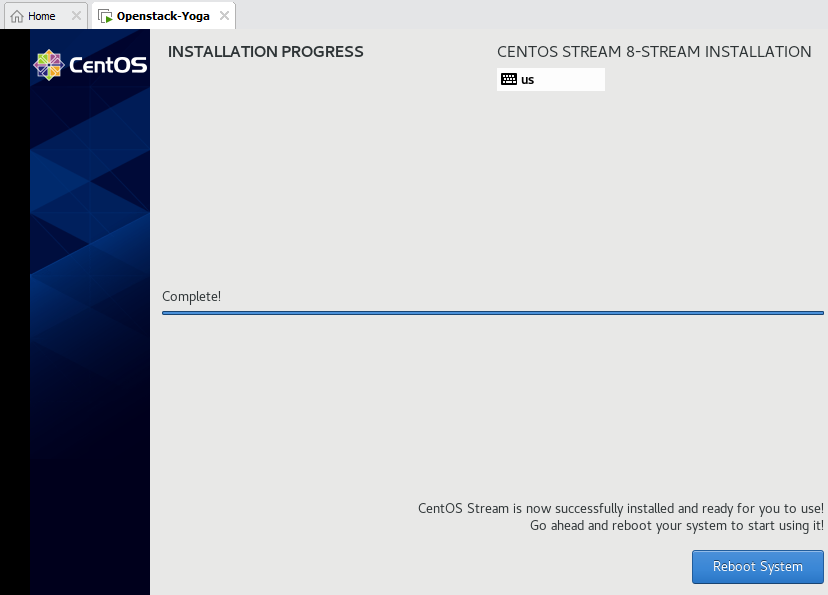 Home
Openstack-Yoga
CentOS
INSTALLATION PROGRESS
CENTOS STREAM 8-STREAM INSTALLATION
us
Complete!
CentOS Stream is now successfully installed and ready for you to use!
Go ahead and reboot your system to start using it!
Reboot System